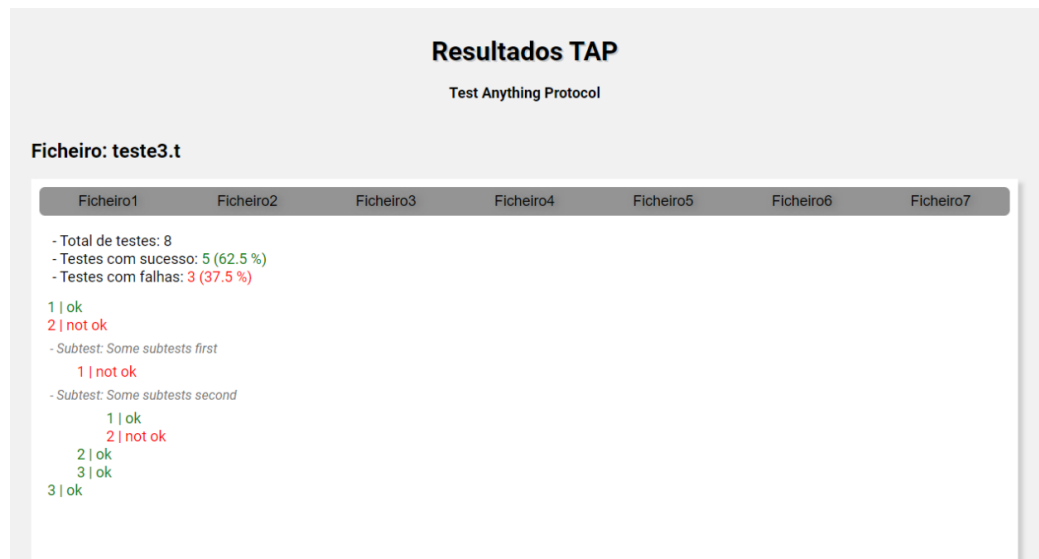 Resultados TAP
Test Anything Protocol
Ficheiro: teste3.t
Ficheiro1 Ficheiro2 Ficheiro3 Ficheiro4 Ficheiro5 Ficheiro6 Ficheiro7
- Total de testes: 8
- Testes com sucesso: 5 (62.5 %)
- Testes com falhas: 3 (37.5 %)
1 | ok
2 | not ok
- Subtest: Some subtests first
1 | not ok
- Subtest: Some subtests second
1 | ok
2 | not ok
2 | ok
3 | ok
3 | ok